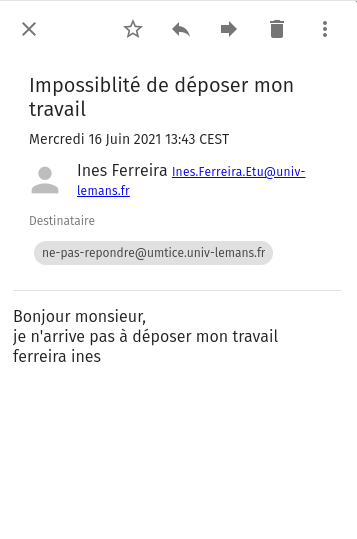 Impossiblité de déposer mon
travail
Mercredi 16 Juin 2021 13:43 CEST
Ines Ferreira Ines.Ferreira.Etu@univ-
lemans.fr
Destinataire
ne-pas-repondre@umtice.univ-lemans.fr
Bonjour monsieur,
je n'arrive pas à déposer mon travail
ferreira ines